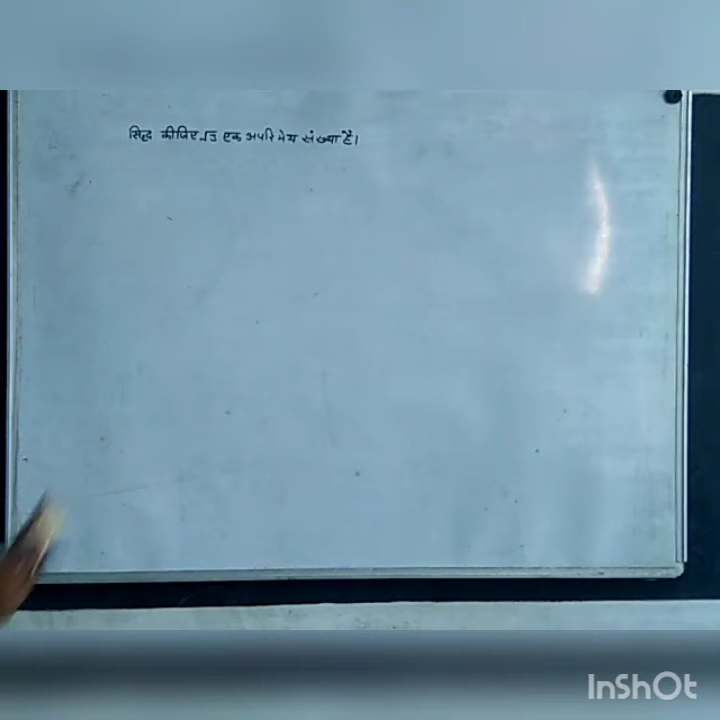 सिद्ध कीजिए √3 एक अपरिमेय संख्या है।
InShOt